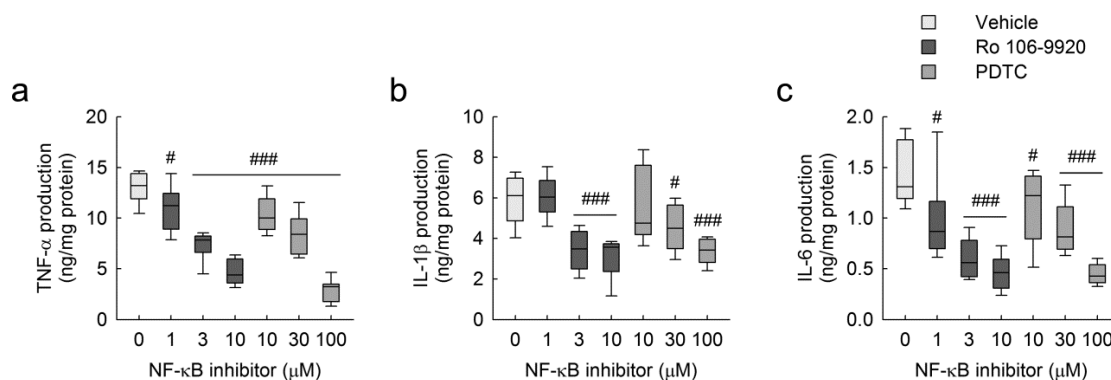 Vehicle
Ro 106-9920
PDTC
a
TNF-α production
(ng/mg protein)
20
15
10
5
0
#
###
0 1 3 10 10 30 100
NF-κB inhibitor (μM)
b
IL-1β production
(ng/mg protein)
10
8
6
4
2
0
###
#
###
0 1 3 10 10 30 100
NF-κB inhibitor (μM)
c
IL-6 production
(ng/mg protein)
2.0
1.5
1.0
0.5
0.0
#
###
#
###
0 1 3 10 10 30 100
NF-κB inhibitor (μM)